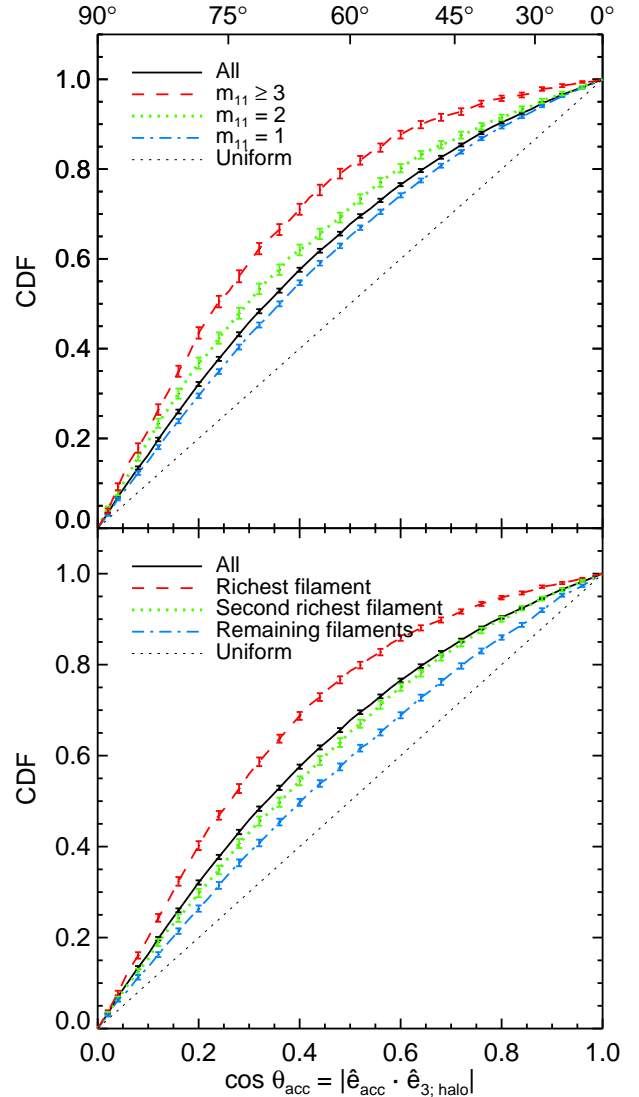 90° 75° 60° 45° 30° 0°
1.0
0.8
0.6
0.4
0.2
0.0
CDF
All
m₁₁ ≥ 3
m₁₁ = 2
m₁₁ = 1
Uniform
1.0
0.8
0.6
0.4
0.2
0.0
CDF
All
Richest filament
Second richest filament
Remaining filaments
Uniform
0.0 0.2 0.4 0.6 0.8 1.0
cos θacc = |êacc · ê3; halo|